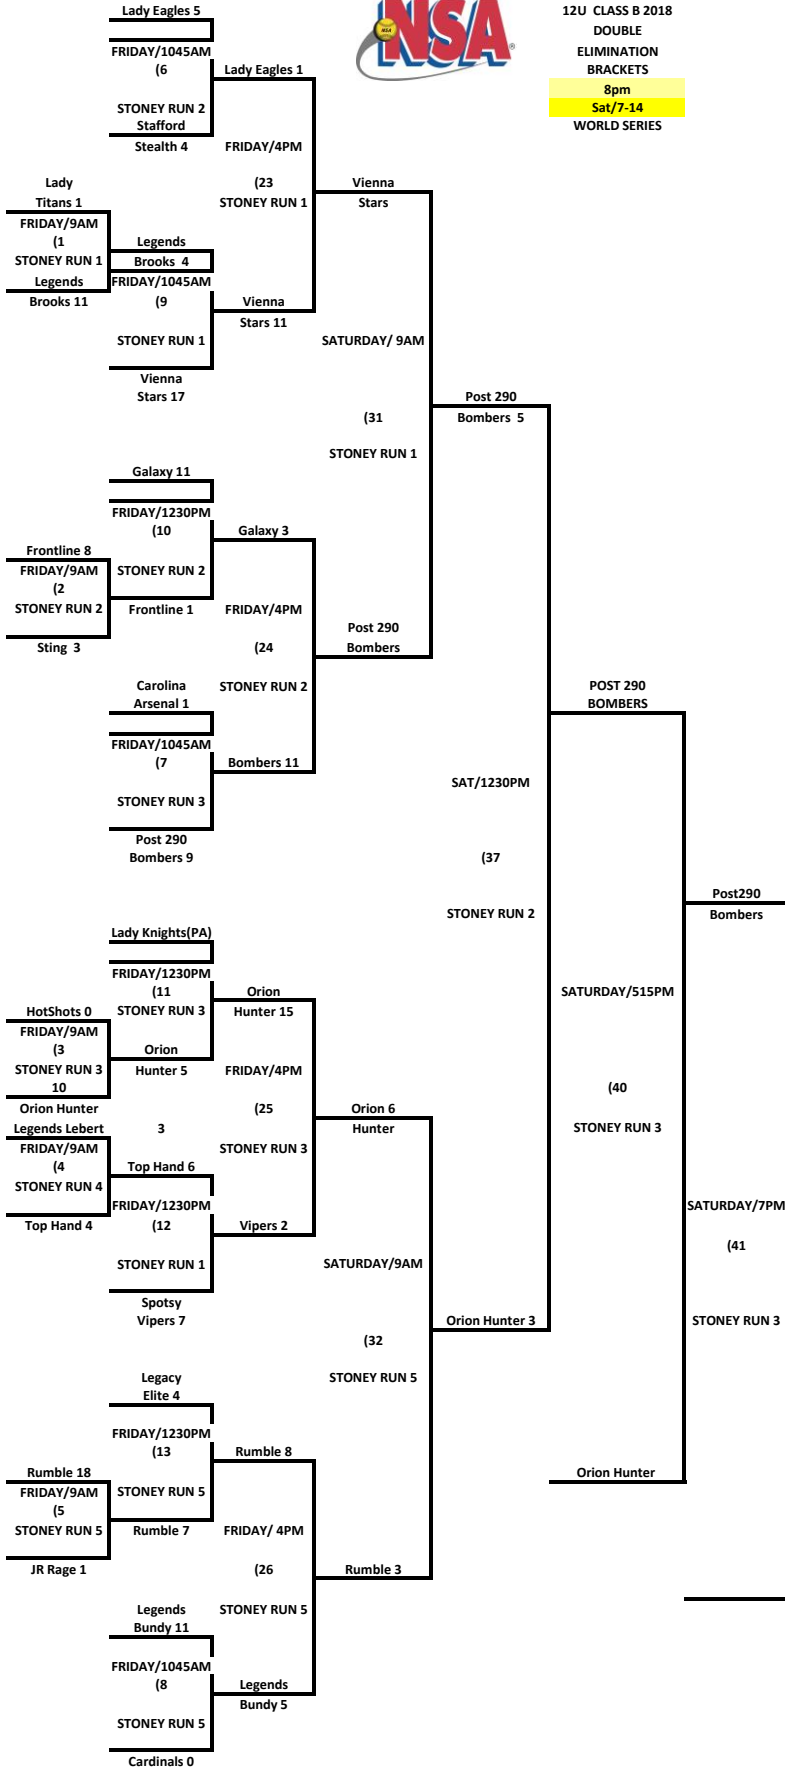 Lady Eagles 5
FRIDAY/1045AM
(6
STONEY RUN 2
Stafford
Stealth 4
Lady Eagles 1
NSA
NSA
®
12U CLASS B 2018
DOUBLE
ELIMINATION
BRACKETS
8pm
Sat/7-14
WORLD SERIES
FRIDAY/4PM
(23
STONEY RUN 1
Vienna
Stars
Lady
Titans 1
FRIDAY/9AM
(1
STONEY RUN 1
Legends
Brooks 11
Legends
Brooks 4
FRIDAY/1045AM
(9
STONEY RUN 1
Vienna
Stars 17
Vienna
Stars 11
SATURDAY/ 9AM
(31
STONEY RUN 1
Post 290
Bombers 5
Galaxy 11
FRIDAY/1230PM
(10
STONEY RUN 2
Galaxy 3
Frontline 8
FRIDAY/9AM
(2
STONEY RUN 2
Sting 3
Frontline 1
FRIDAY/4PM
(24
STONEY RUN 2
Post 290
Bombers
Carolina
Arsenal 1
FRIDAY/1045AM
(7
STONEY RUN 3
Post 290
Bombers 9
Bombers 11
POST 290
BOMBERS
SAT/1230PM
(37
STONEY RUN 2
Post290
Bombers
Lady Knights(PA)
FRIDAY/1230PM
(11
STONEY RUN 3
Orion
Hunter 15
HotShots 0
FRIDAY/9AM
(3
STONEY RUN 3
10
Orion Hunter
Orion
Hunter 5
FRIDAY/4PM
(25
STONEY RUN 3
Orion 6
Hunter
SATURDAY/515PM
(40
STONEY RUN 3
Legends Lebert
3
FRIDAY/9AM
(4
STONEY RUN 4
Top Hand 4
Top Hand 6
FRIDAY/1230PM
(12
STONEY RUN 1
Spotsy
Vipers 7
Vipers 2
SATURDAY/9AM
(32
STONEY RUN 5
Orion Hunter 3
SATURDAY/7PM
(41
STONEY RUN 3
Legacy
Elite 4
FRIDAY/1230PM
(13
STONEY RUN 5
Rumble 8
Rumble 18
FRIDAY/9AM
(5
STONEY RUN 5
JR Rage 1
Rumble 7
FRIDAY/ 4PM
(26
STONEY RUN 5
Rumble 3
Orion Hunter
Legends
Bundy 11
FRIDAY/1045AM
(8
STONEY RUN 5
Cardinals 0
Legends
Bundy 5